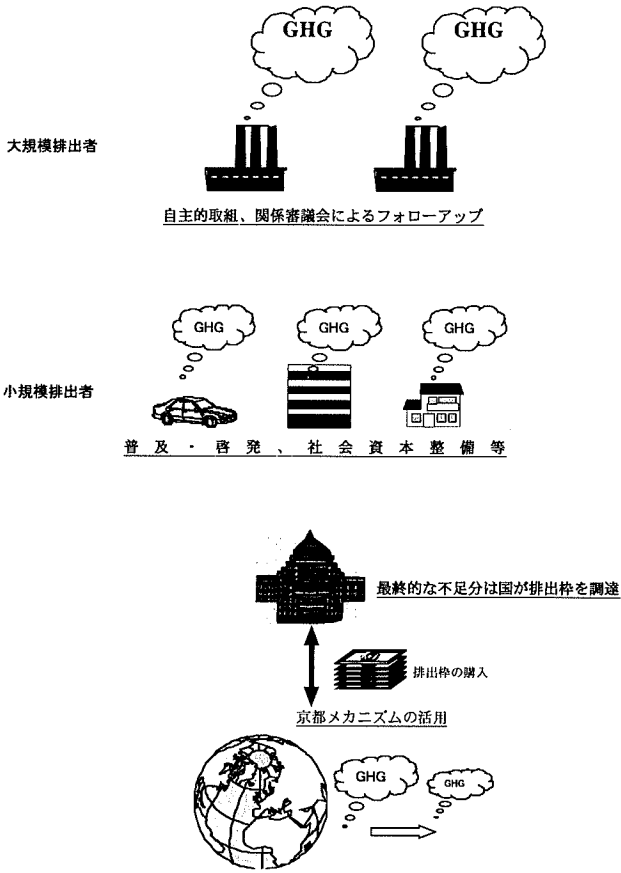 GHG
GHG
大規模排出者
自主的取組、関係審議会によるフォローアップ
GHG
GHG
GHG
小規模排出者
普及・啓発、社会資本整備等
最終的な不足分は国が排出枠を調達
排出枠の購入
京都メカニズムの活用
GHG
GHG